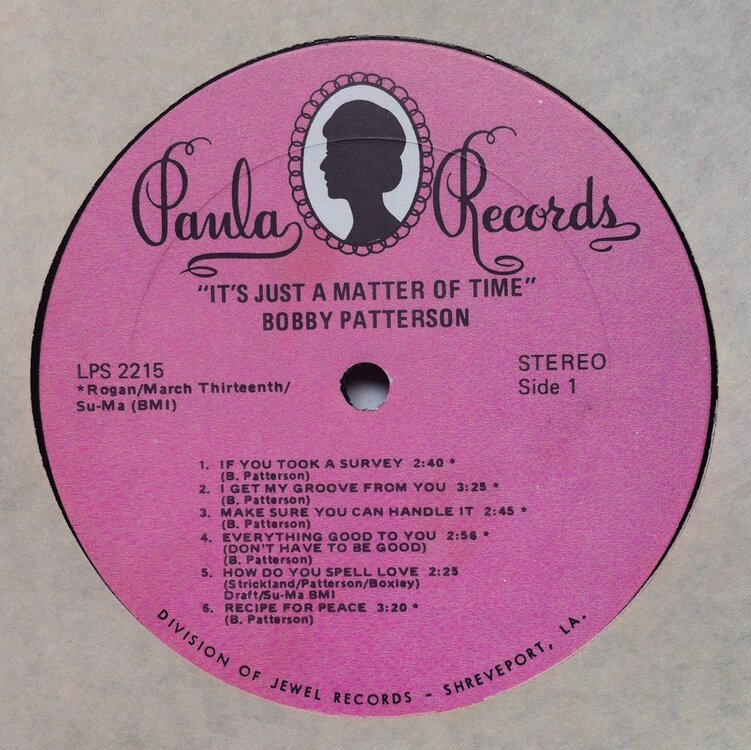 Paula Records
"IT'S JUST A MATTER OF TIME"
BOBBY PATTERSON
LPS 2215
*Rogan/March Thirteenth/
Su-Ma (BMI)
STEREO
Side 1
1. IF YOU TOOK A SURVEY 2:40 *
(B. Patterson)
2. I GET MY GROOVE FROM YOU 3:25 *
(B. Patterson)
3. MAKE SURE YOU CAN HANDLE IT 2:45 *
(B. Patterson)
4. EVERYTHING GOOD TO YOU 2:56 *
(DON'T HAVE TO BE GOOD)
(B. Patterson)
5. HOW DO YOU SPELL LOVE 2:25
(Strickland/Patterson/Boxley)
Draft/Su-Ma BMI
6. RECIPE FOR PEACE 3:20 *
(B. Patterson)
DIVISION OF JEWEL RECORDS - SHREVEPORT, LA.